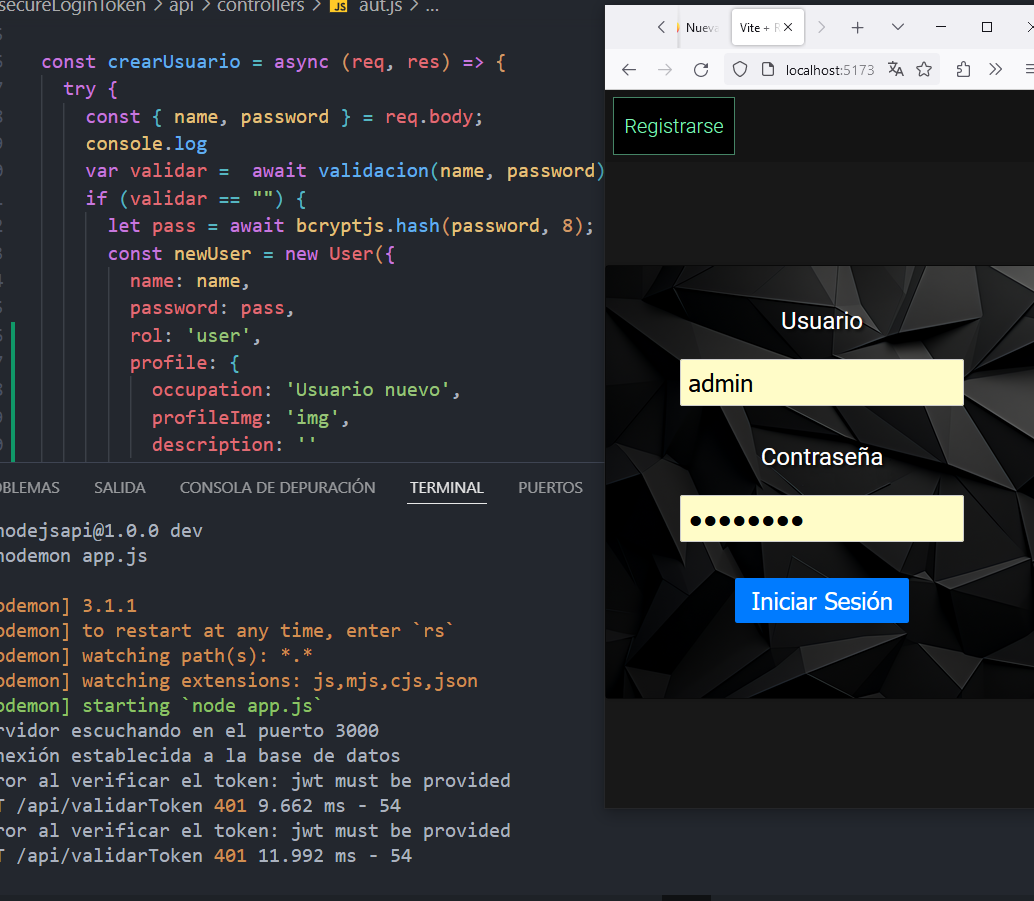 secureLoginToken > api > controllers > JS aut.js > ...
const crearUsuario = async (req, res) => {
try {
const { name, password } = req.body;
console.log
var validar =  await validacion(name, password)
if (validar == "") {
let pass = await bcryptjs.hash(password, 8);
const newUser = new User({
name: name,
password: pass,
rol: 'user',
profile: {
occupation: 'Usuario nuevo',
profileImg: 'img',
description: ''
OBLEMAS SALIDA CONSOLA DE DEPURACIÓN TERMINAL PUERTOS
nodejsapi@1.0.0 dev
nodemon app.js
odemon] 3.1.1
odemon] to restart at any time, enter `rs`
odemon] watching path(s): *.*
odemon] watching extensions: js,mjs,cjs,json
odemon] starting `node app.js`
rvidor escuchando en el puerto 3000
nexión establecida a la base de datos
ror al verificar el token: jwt must be provided
T /api/validarToken 401 9.662 ms - 54
ror al verificar el token: jwt must be provided
T /api/validarToken 401 11.992 ms - 54
Nueva Vite + R
localhost:5173
Registrarse
Usuario
admin
Contraseña
●●●●●●●●
Iniciar Sesión